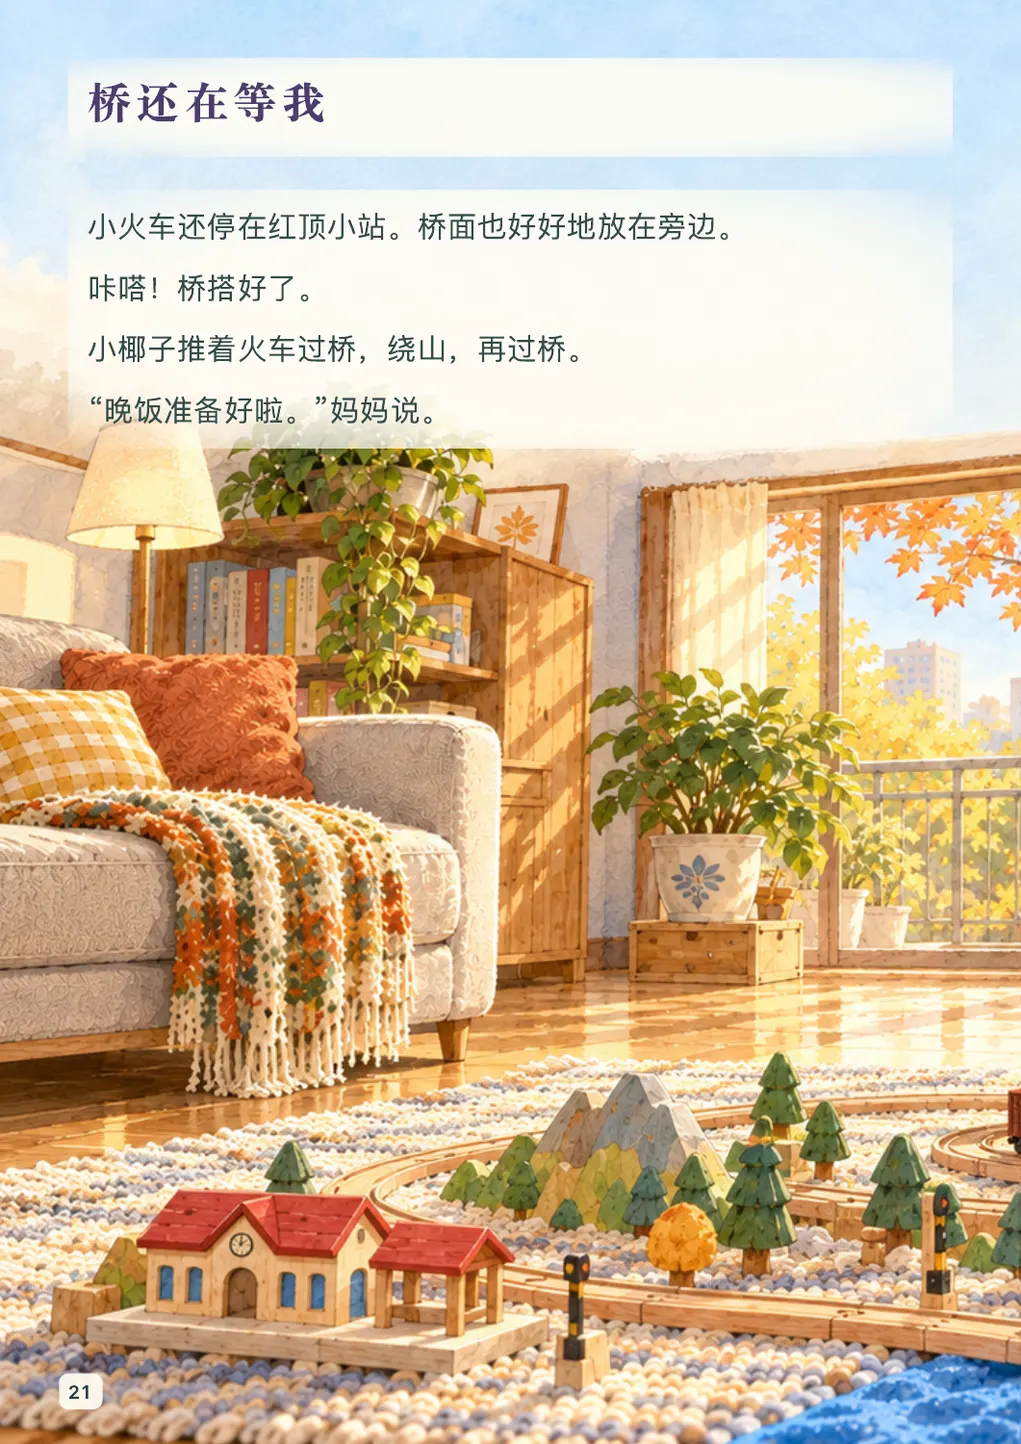 桥还在等我
小火车还停在红顶小站。桥面也好好地放在旁边。
咔嗒！桥搭好了。
小椰子推着火车过桥，绕山，再过桥。
“晚饭准备好啦。”妈妈说。
21